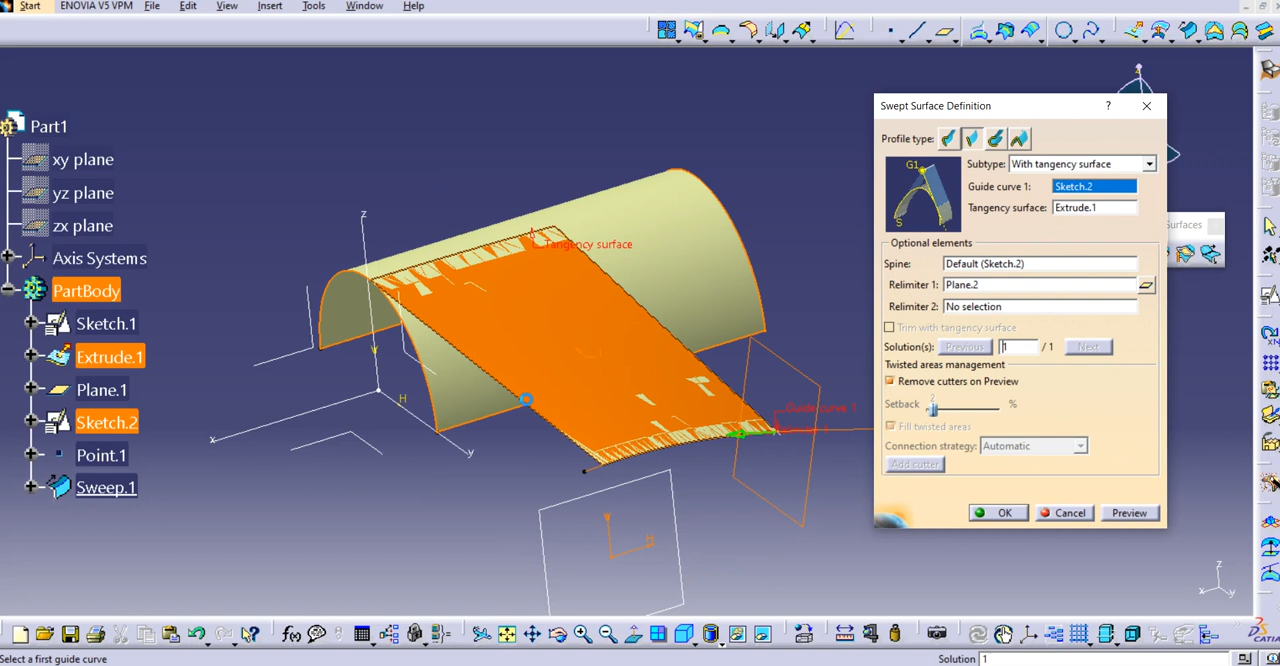 Start ENOVIA V5 VPM File Edit View Insert Tools Window Help
Part1
xy plane
yz plane
zx plane
Axis Systems
PartBody
Sketch.1
Extrude.1
Plane.1
Sketch.2
Point.1
Sweep.1
z
Tangency surface
H
x
y
Guide curve 1
H
Swept Surface Definition ? ×
Profile type:
Subtype: With tangency surface
G1
S
Guide curve 1: Sketch.2
Tangency surface: Extrude.1
Optional elements
Spine: Default (Sketch.2)
Relimiter 1: Plane.2
Relimiter 2: No selection
Trim with tangency surface
Solution(s): Previous 1 / 1 Next
Twisted areas management
Remove cutters on Preview
Setback 2 %
Fill twisted areas
Connection strategy: Automatic
Add cutter
OK Cancel Preview
urfaces
z
x y
f(x)
CATIA
Select a first guide curve
Solution 1